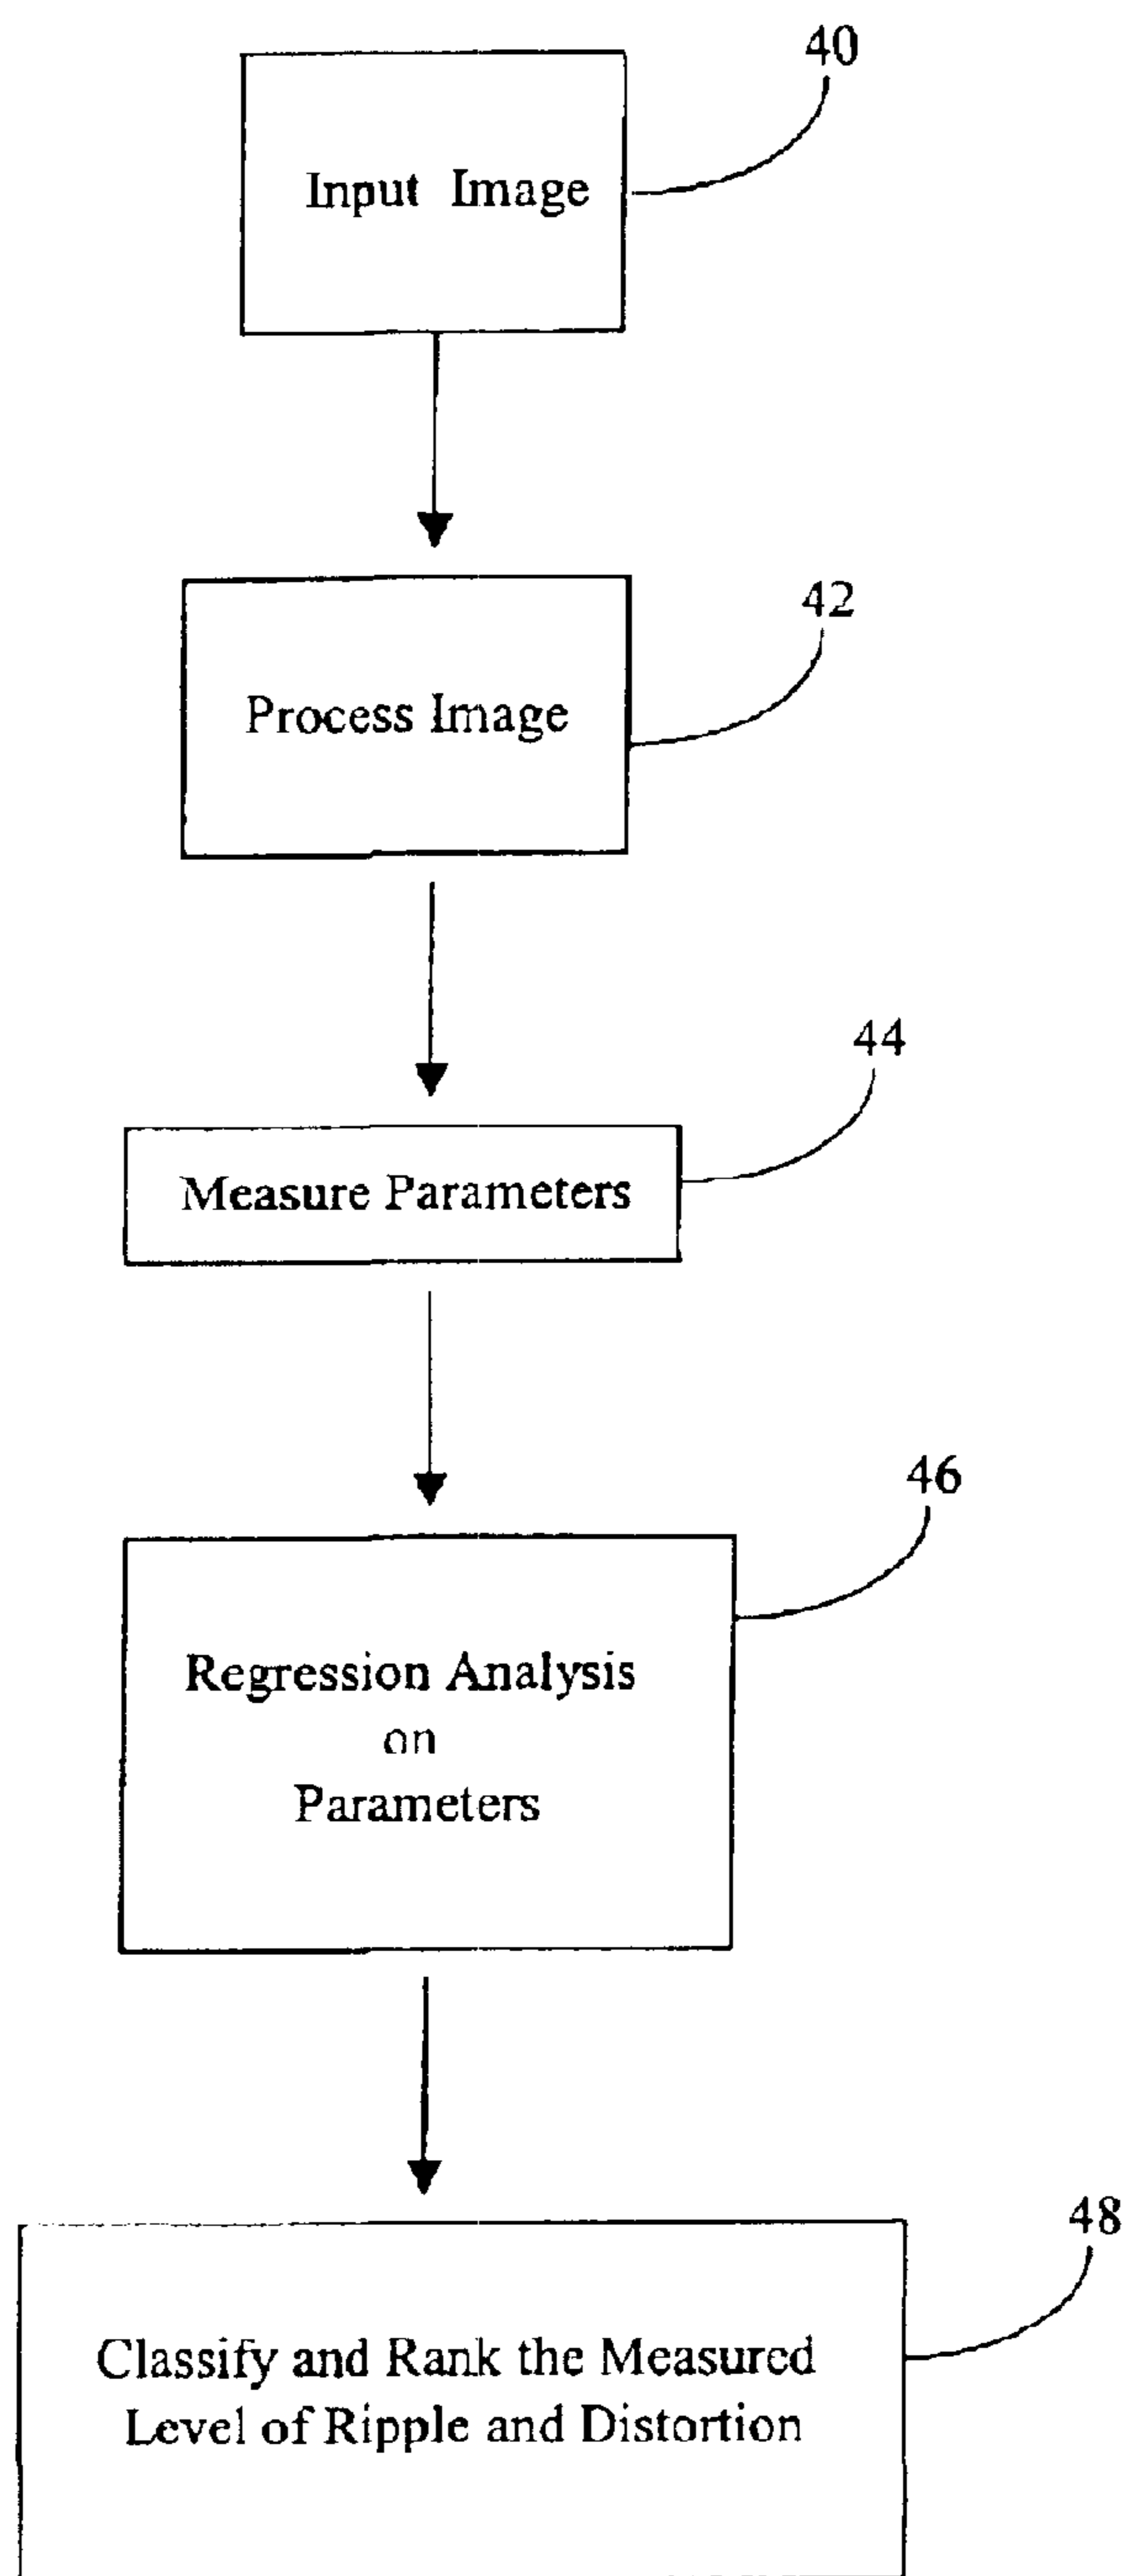 40
Input Image
42
Process Image
44
Measure Parameters
46
Regression Analysis
on
Parameters
48
Classify and Rank the Measured
Level of Ripple and Distortion